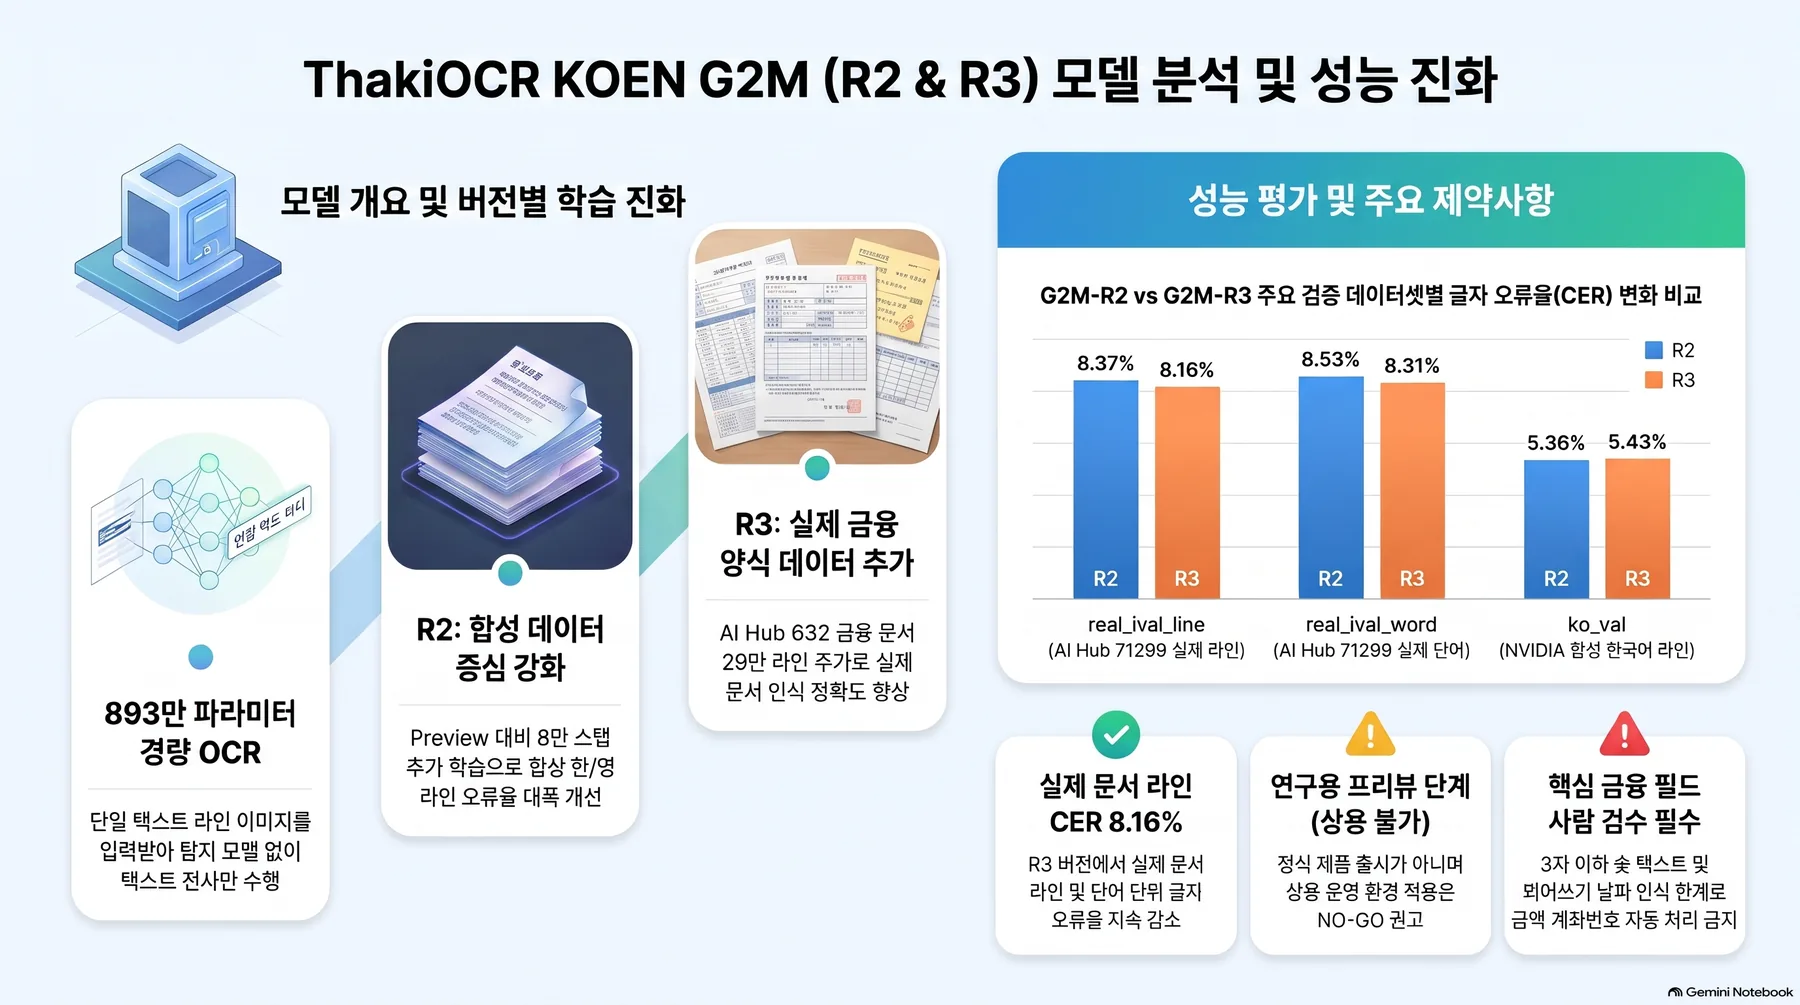 ThakiOCR KOEN G2M (R2 & R3) 모델 분석 및 성능 진화
모델 개요 및 버전별 학습 진화
893만 파라미터
경량 OCR
단일 택스트 라인 이미지를
입력받아 탐지 모맬 없이
택스트 전사만 수행
R2: 합성 데이터
증심 강화
Preview 대비 8만 스탭
추가 학습으로 합상 한/영
라인 오류율 대폭 개선
R3: 실제 금융
양식 데이터 추가
AI Hub 632 금융 문서
29만 라인 주가로 실제
문서 인식 정확도 향상
성능 평가 및 주요 제약사항
G2M-R2 vs G2M-R3 주요 검증 데이터셋별 글자 오류율(CER) 변화 비교
R2
R3
8.37%
8.16%
8.53%
8.31%
5.36%
5.43%
R2
R3
R2
R3
R2
R3
real_ival_line
(AI Hub 71299 실제 라인)
real_ival_word
(AI Hub 71299 실제 단어)
ko_val
(NVIDIA 합성 한국어 라인)
실제 문서 라인
CER 8.16%
R3 버전에서 실제 문서
라인 및 단어 단위 글자
오류을 지속 감소
연구용 프리뷰 단계
(상용 불가)
정식 제품 출시가 아니며
상용 운영 환경 적용은
NO-GO 권고
핵심 금융 필드
사람 검수 필수
3자 이하 숯 택스트 및
뙤어쓰기 날파 인식 한계로
금액 계좌번호 자동 처리 금지
Gemini Notebook